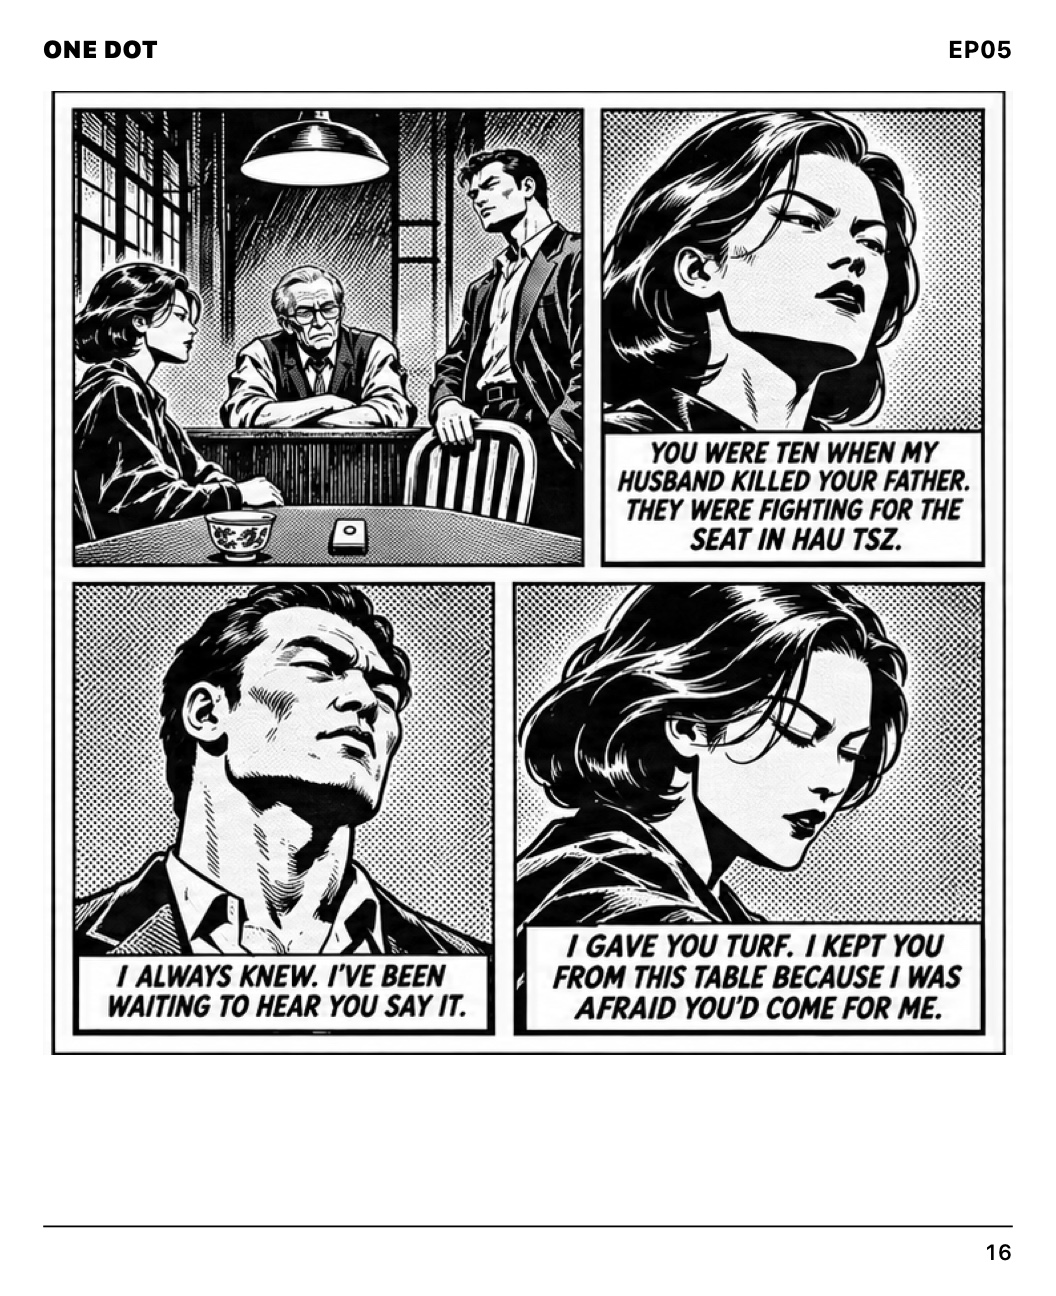 ONE DOT
EP05
YOU WERE TEN WHEN MY
HUSBAND KILLED YOUR FATHER.
THEY WERE FIGHTING FOR THE
SEAT IN HAU TSZ.
I ALWAYS KNEW. I'VE BEEN
WAITING TO HEAR YOU SAY IT.
I GAVE YOU TURF. I KEPT YOU
FROM THIS TABLE BECAUSE I WAS
AFRAID YOU'D COME FOR ME.
16